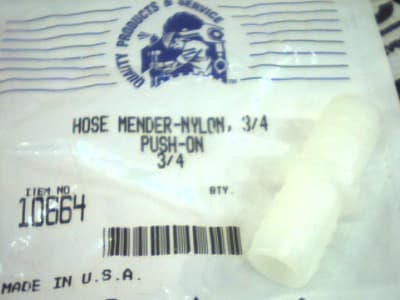 QUALITY PRODUCTS & SERVICE
HOSE MENDER-NYLON, 3/4
PUSH-ON
3/4
ITEM NO
QTY.
10664
MADE IN U.S.A.